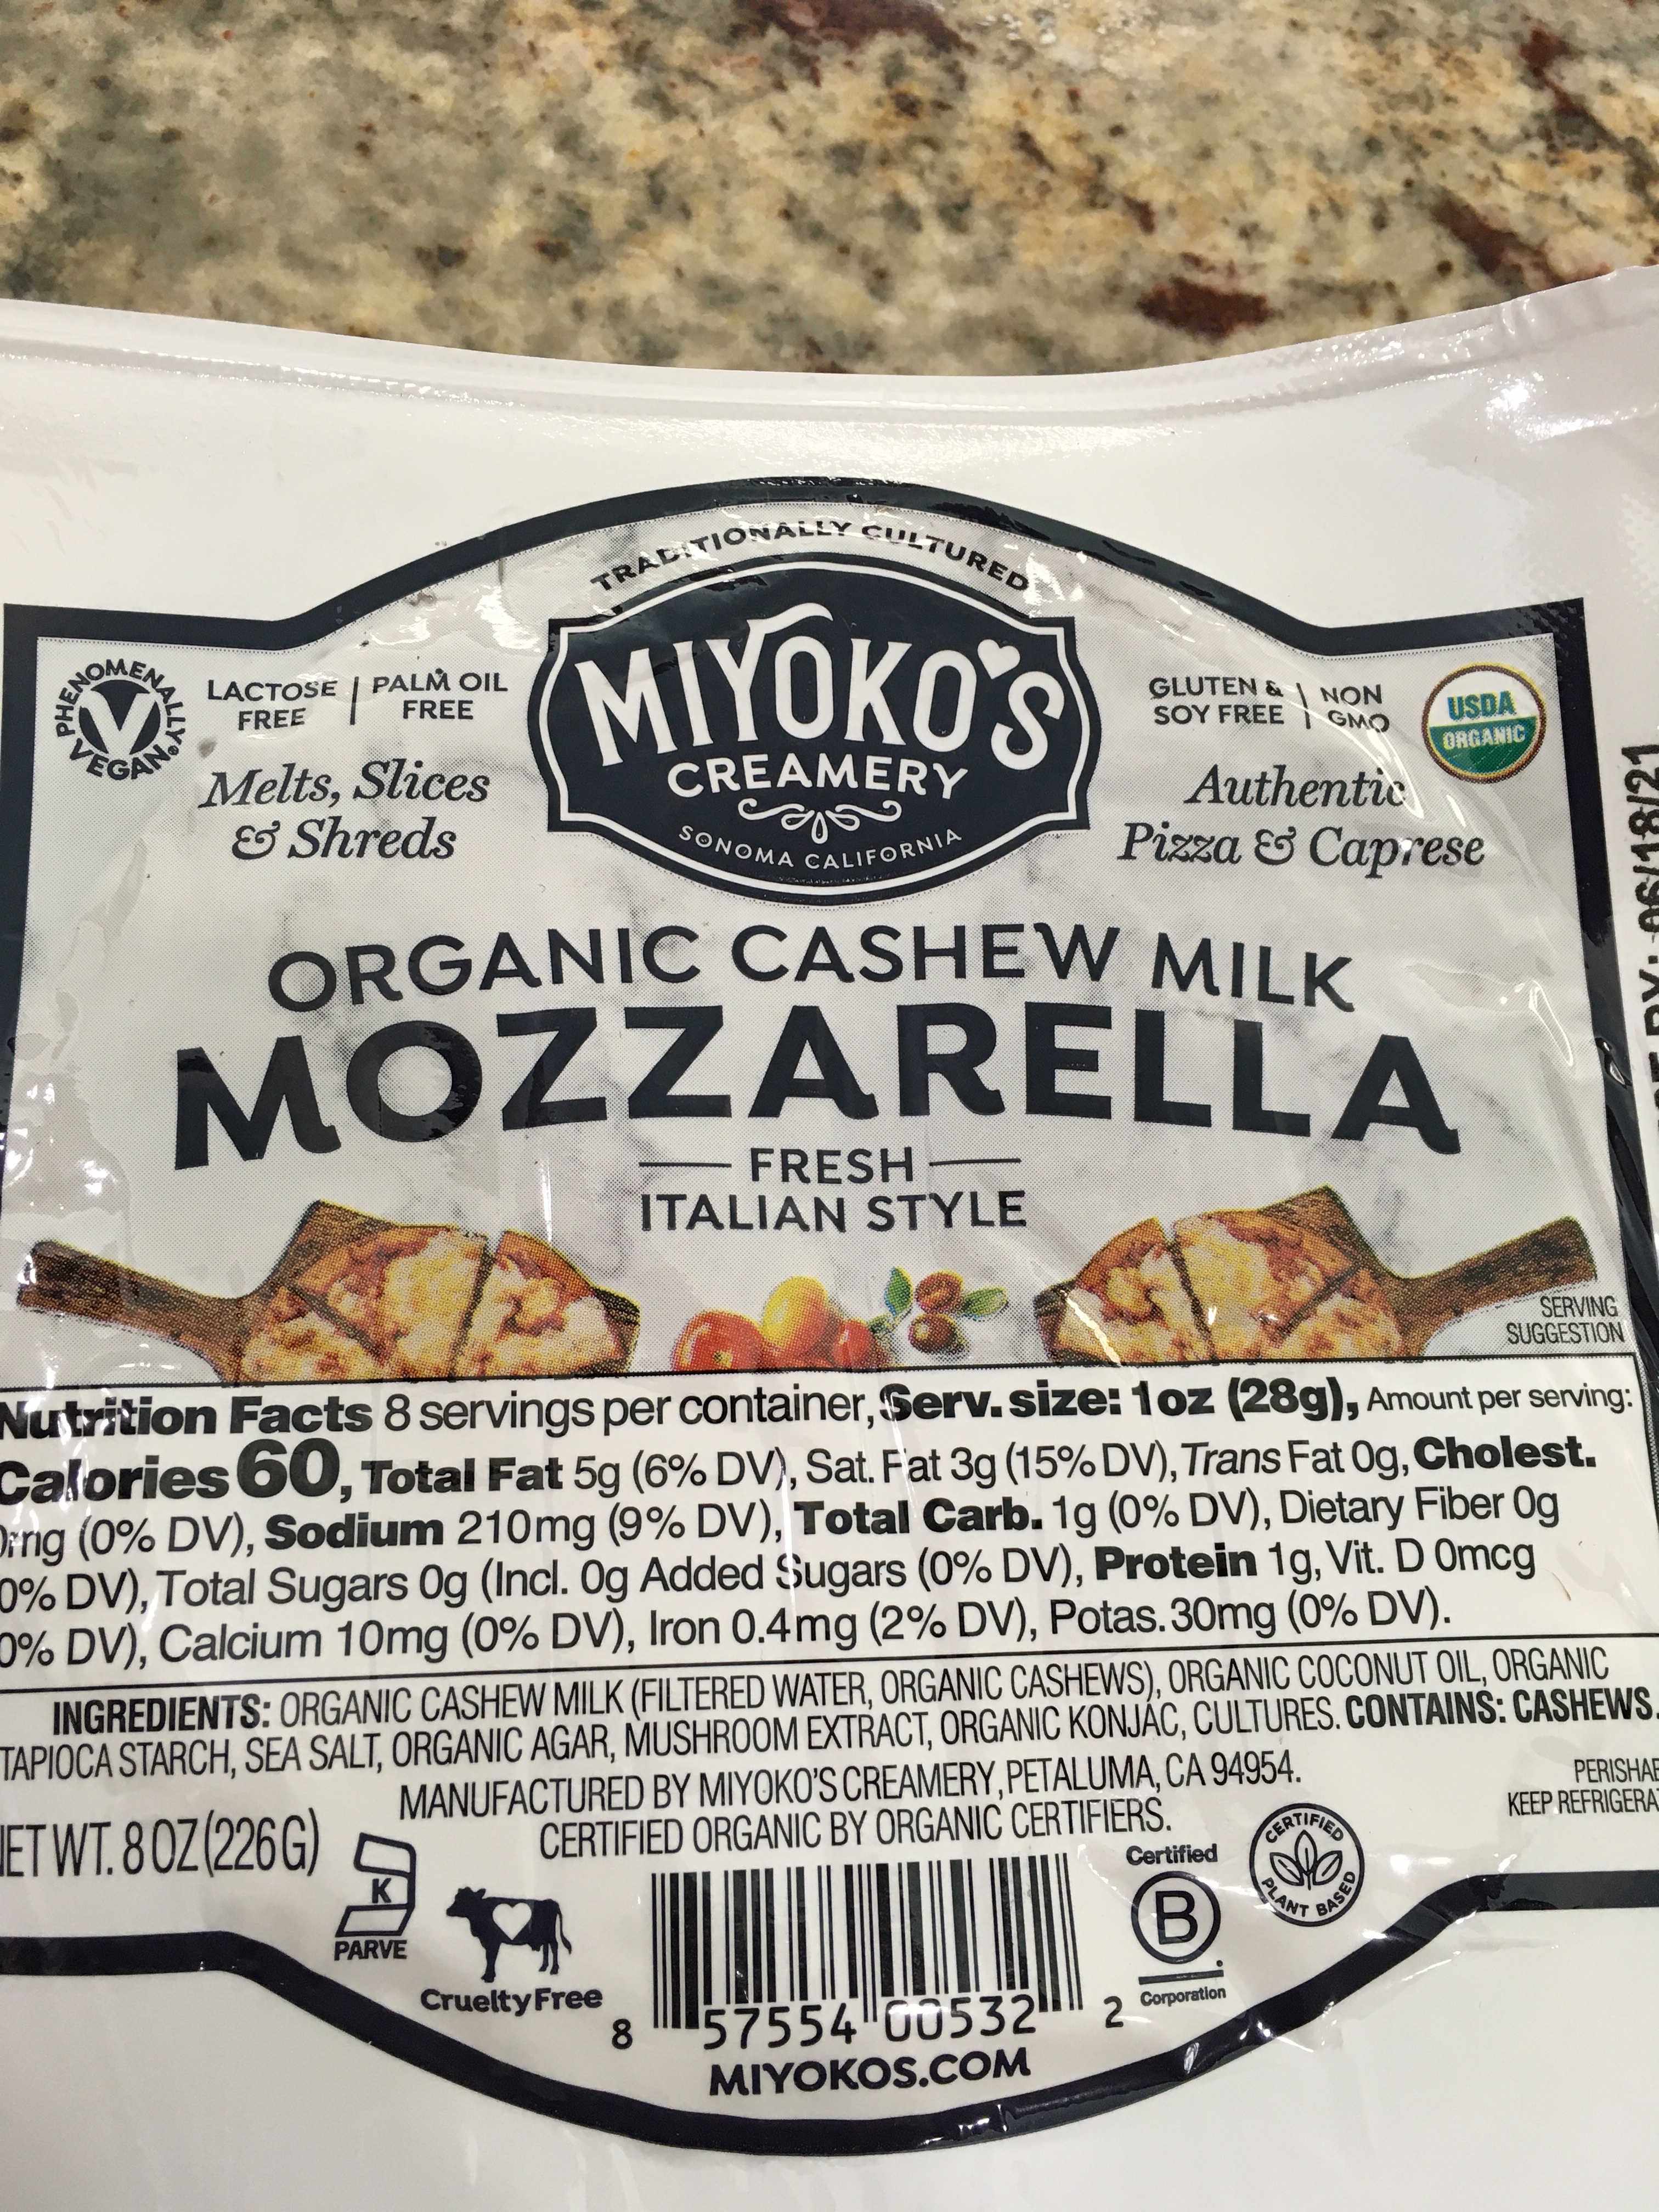 TRADITIONALLY CULTURED
MIYOKO'S
CREAMERY
SONOMA CALIFORNIA
PHENOMENALLY VEGAN
V
LACTOSE FREE | PALM OIL FREE
Melts, Slices
& Shreds
GLUTEN & SOY FREE | NON GMO
USDA
ORGANIC
Authentic
Pizza & Caprese
ORGANIC CASHEW MILK
MOZZARELLA
FRESH
ITALIAN STYLE
SERVING
SUGGESTION
BY: 06/18/21
Nutrition Facts 8 servings per container, Serv. size: 1oz (28g), Amount per serving:
Calories 60, Total Fat 5g (6% DV), Sat. Fat 3g (15% DV), Trans Fat 0g, Cholest.
0mg (0% DV), Sodium 210mg (9% DV), Total Carb. 1g (0% DV), Dietary Fiber 0g
0% DV), Total Sugars 0g (Incl. 0g Added Sugars (0% DV), Protein 1g, Vit. D 0mcg
0% DV), Calcium 10mg (0% DV), Iron 0.4mg (2% DV), Potas. 30mg (0% DV).
INGREDIENTS: ORGANIC CASHEW MILK (FILTERED WATER, ORGANIC CASHEWS), ORGANIC COCONUT OIL, ORGANIC
TAPIOCA STARCH, SEA SALT, ORGANIC AGAR, MUSHROOM EXTRACT, ORGANIC KONJAC, CULTURES. CONTAINS: CASHEWS.
MANUFACTURED BY MIYOKO'S CREAMERY, PETALUMA, CA 94954.
CERTIFIED ORGANIC BY ORGANIC CERTIFIERS.
PERISHAB
KEEP REFRIGERA
NET WT. 8 OZ (226 G)
K
PARVE
Cruelty Free
8 57554 00532 2
Certified
B
Corporation
CERTIFIED
PLANT BASED
MIYOKOS.COM